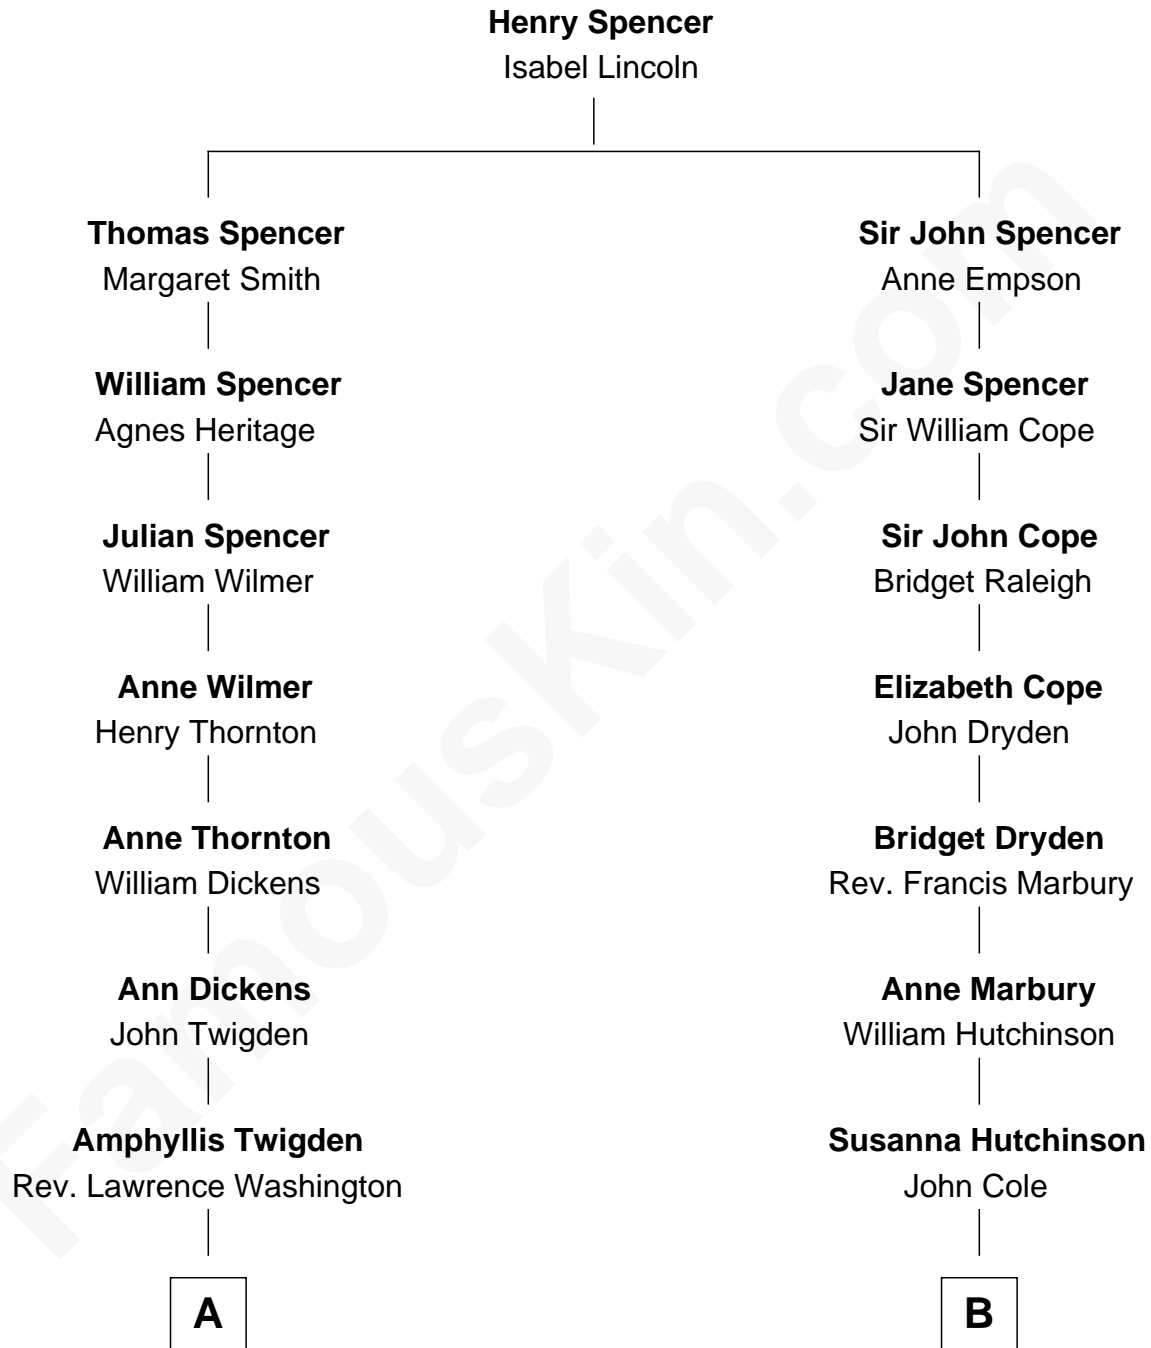 Henry Spencer
Isabel Lincoln
Thomas Spencer
Margaret Smith
Sir John Spencer
Anne Empson
William Spencer
Agnes Heritage
Jane Spencer
Sir William Cope
Julian Spencer
William Wilmer
Sir John Cope
Bridget Raleigh
Anne Wilmer
Henry Thornton
Elizabeth Cope
John Dryden
Anne Thornton
William Dickens
Bridget Dryden
Rev. Francis Marbury
Ann Dickens
John Twigden
Anne Marbury
William Hutchinson
Amphyllis Twigden
Rev. Lawrence Washington
Susanna Hutchinson
John Cole
A
B
FamousKin.com